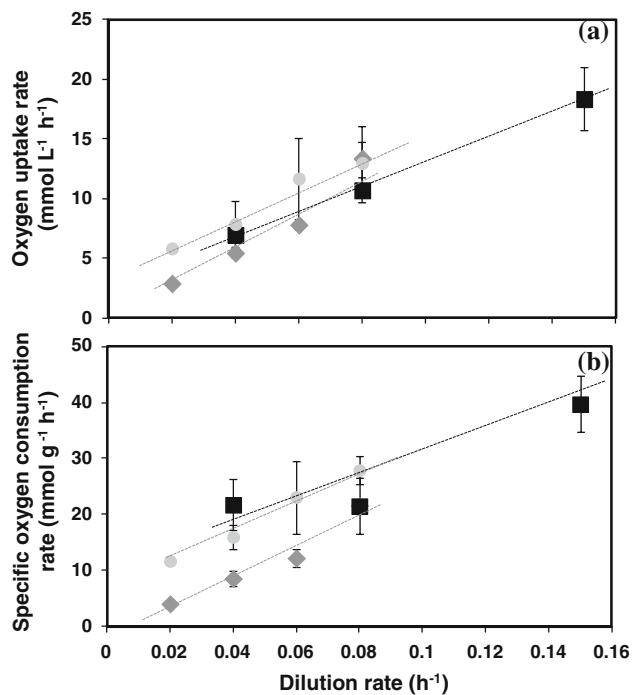 (a)
25
20
15
10
5
0
Oxygen uptake rate
(mmol L⁻¹ h⁻¹)
(b)
50
40
30
20
10
0
Specific oxygen consumption
rate (mmol g⁻¹ h⁻¹)
0 0.02 0.04 0.06 0.08 0.1 0.12 0.14 0.16
Dilution rate (h⁻¹)